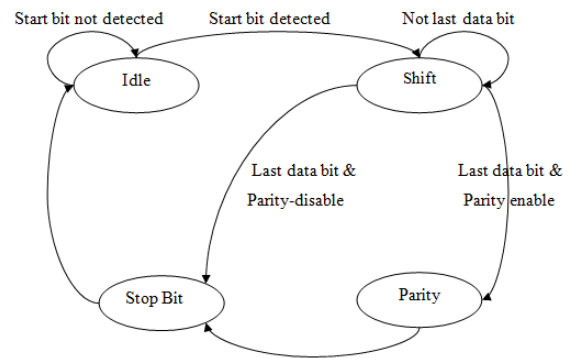 Start bit not detected
Start bit detected
Not last data bit
Idle
Shift
Last data bit &
Parity-disable
Last data bit &
Parity enable
Stop Bit
Parity